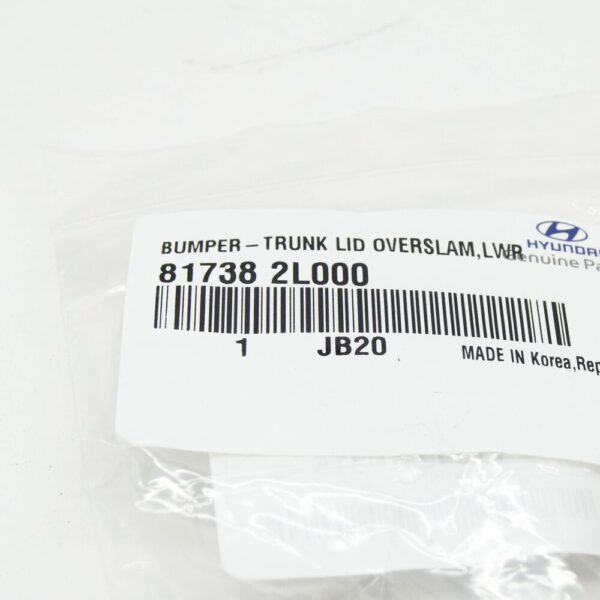 BUMPER – TRUNK LID OVERSLAM,LWR
HYUNDAI
Genuine Pa
81738 2L000
1 JB20 MADE IN Korea,Rep